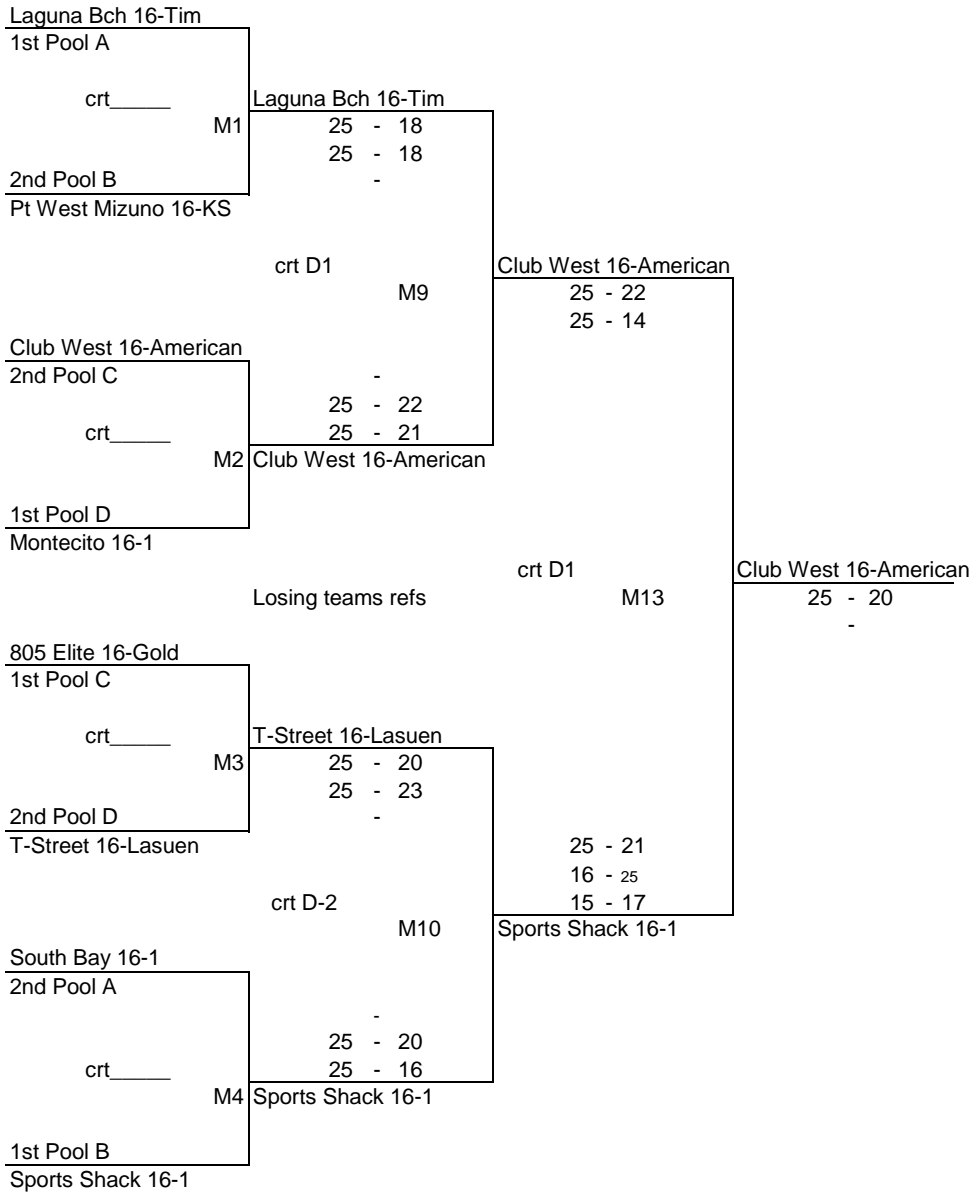 Laguna Bch 16-Tim
1st Pool A
crt_____ Laguna Bch 16-Tim
M1 25 - 18
25 - 18
2nd Pool B -
Pt West Mizuno 16-KS
crt D1 Club West 16-American
M9 25 - 22
25 - 14
Club West 16-American
2nd Pool C -
25 - 22
crt_____ 25 - 21
M2 Club West 16-American
1st Pool D
Montecito 16-1
crt D1 Club West 16-American
Losing teams refs M13 25 - 20
-
805 Elite 16-Gold
1st Pool C
crt_____ T-Street 16-Lasuen
M3 25 - 20
25 - 23
2nd Pool D -
T-Street 16-Lasuen 25 - 21
16 - 25
crt D-2 15 - 17
M10 Sports Shack 16-1
South Bay 16-1
2nd Pool A
-
25 - 20
crt_____ 25 - 16
M4 Sports Shack 16-1
1st Pool B
Sports Shack 16-1